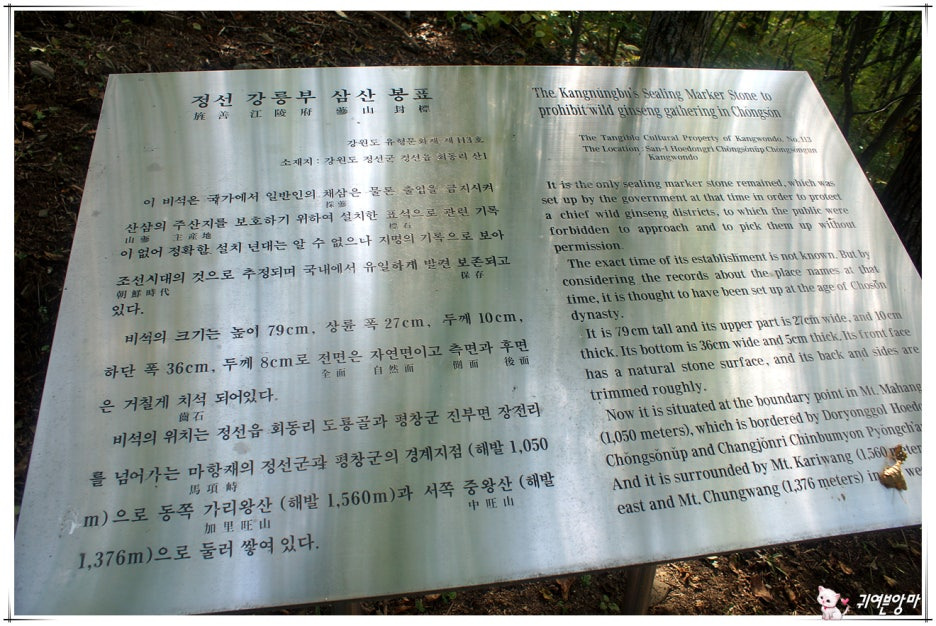 정선 강릉부 삼산 봉표
旌善 江陵府 蔘山 封標
강원도 유형문화재 제113호
소재지: 강원도 정선군 정선읍 회동리 산1
이 비석은 국가에서 일반인의 채삼은 물론 출입을 금지시켜
採蔘
산삼의 주산지를 보호하기 위하여 설치한 표석으로 관련 기록
山蔘 主産地 標石
이 없어 정확한 설치 년대는 알 수 없으나 지명의 기록으로 보아
조선시대의 것으로 추정되며 국내에서 유일하게 발견 보존되고
朝鮮時代 保存
있다.
비석의 크기는 높이 79cm, 상륜 폭 27cm, 두께 10cm,
하단 폭 36cm, 두께 8cm로 전면은 자연면이고 측면과 후면
全面 自然面 側面 後面
은 거칠게 치석 되어있다.
齒石
비석의 위치는 정선읍 회동리 도룡골과 평창군 진부면 장전리
를 넘어가는 마항재의 정선군과 평창군의 경계지점 (해발 1,050
馬項峙
m)으로 동쪽 가리왕산 (해발 1,560m)과 서쪽 중왕산 (해발
加里旺山 中旺山
1,376m)으로 둘러 쌓여 있다.
The Kangnŭngbu's Sealing Marker Stone to
prohibit wild ginseng gathering in Chŏngsŏn
The Tangible Cultural Property of Kangwondo, No. 113
The Location: San-1 Hoedongri Chŏngsŏnŭp Chŏngsŏngun
Kangwondo
It is the only sealing marker stone remained, which was
set up by the government at that time in order to protect
a chief wild ginseng districts, to which the public were
forbidden to approach and to pick them up without
permission.
The exact time of its establishment is not known. But by
considering the records about the place names at that
time, it is thought to have been set up at the age of Chosŏn
dynasty.
It is 79cm tall and its upper part is 27cm wide, and 10cm
thick. Its bottom is 36cm wide and 5cm thick. Its front face
has a natural stone surface, and its back and sides are
trimmed roughly.
Now it is situated at the boundary point in Mt. Mahang
(1,050 meters), which is bordered by Doryonggol Hoedo
Chŏngsŏnŭp and Changjŏnri Chinbumyon Pyŏngcha
And it is surrounded by Mt. Kariwang (1,560 meter
east and Mt. Chungwang (1,376 meters) in we
귀여븐앙마